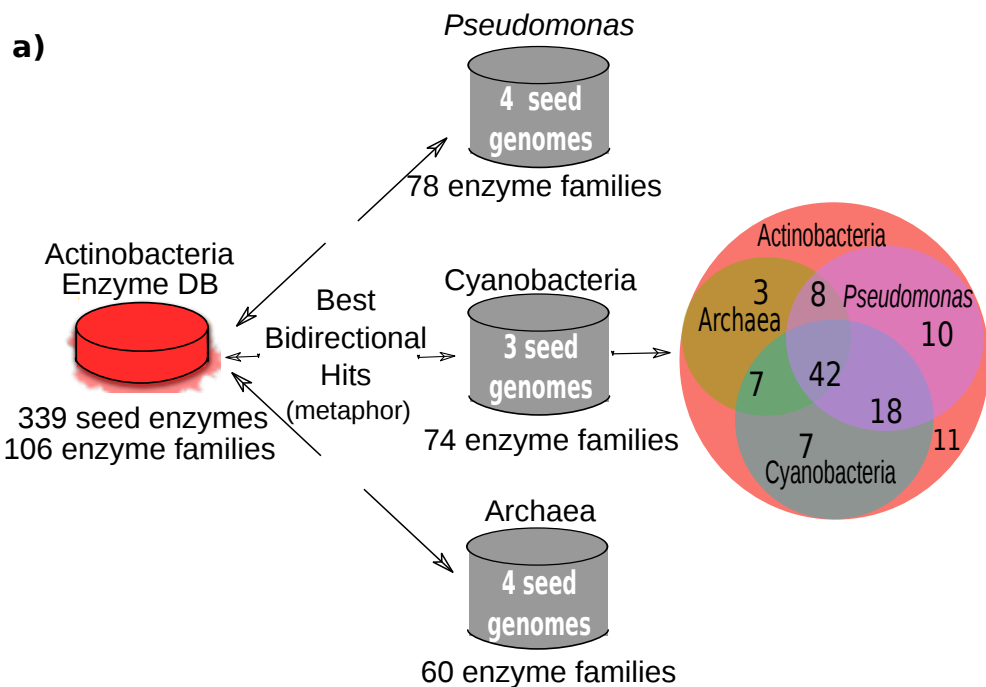 a)
Pseudomonas
4 seed
genomes
78 enzyme families
Actinobacteria
Enzyme DB
339 seed enzymes
106 enzyme families
Best
Bidirectional
Hits
(metaphor)
Cyanobacteria
3 seed
genomes
74 enzyme families
Archaea
4 seed
genomes
60 enzyme families
Actinobacteria
3
8
Archaea
Pseudomonas
10
7
42
18
7
11
Cyanobacteria